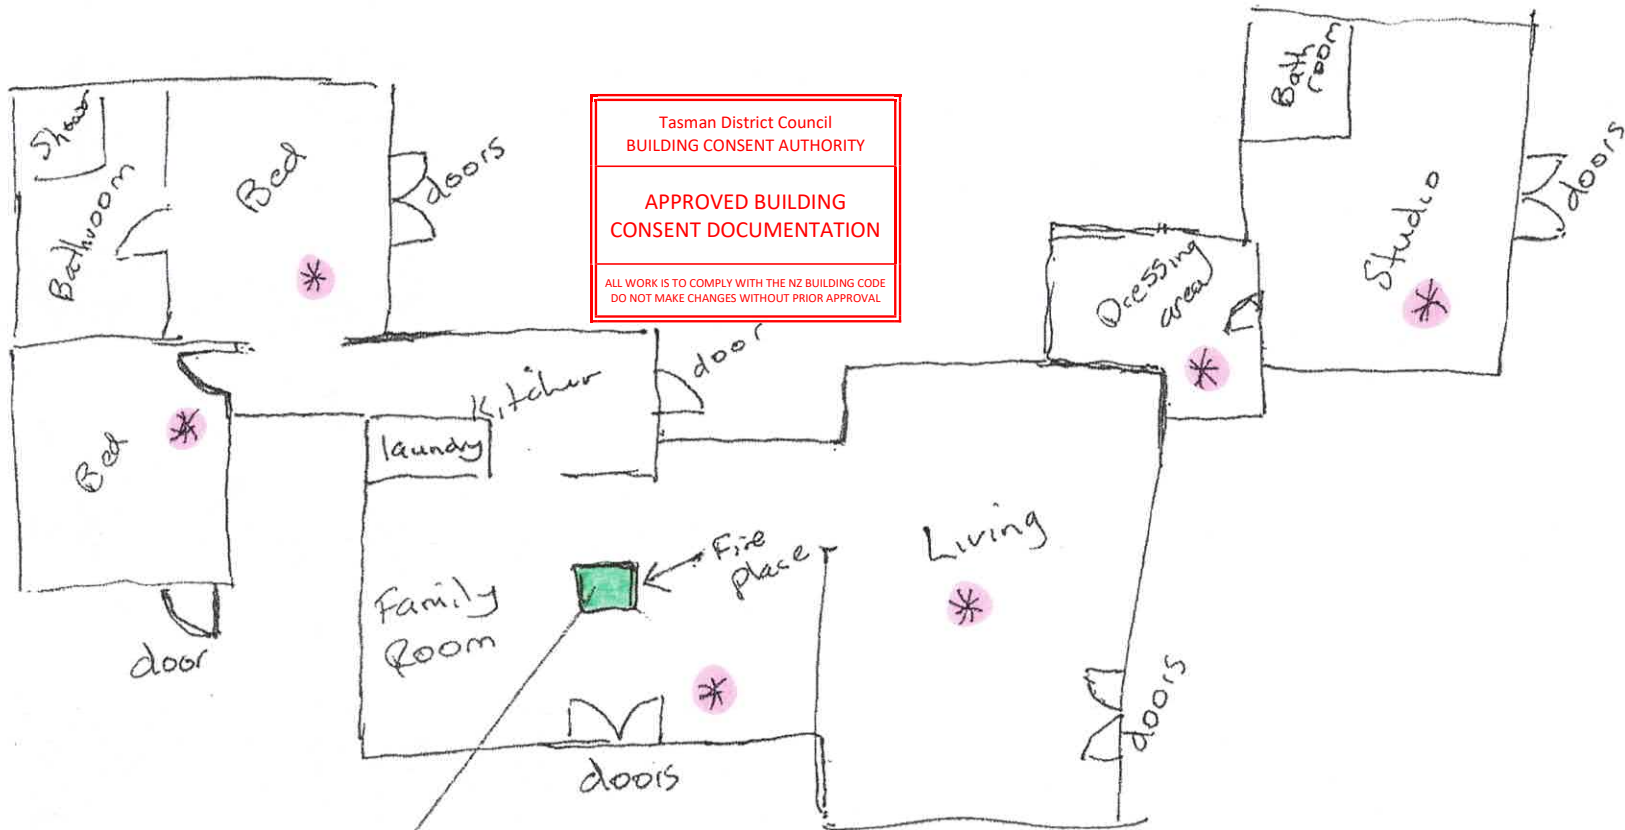 Bath
room
Tasman District Council
BUILDING CONSENT AUTHORITY
APPROVED BUILDING
CONSENT DOCUMENTATION
ALL WORK IS TO COMPLY WITH THE NZ BUILDING CODE
DO NOT MAKE CHANGES WITHOUT PRIOR APPROVAL
Shower
Bed
doors
Bathroom
doors
Studio
Dressing
area
door
Kitchen
laundry
Bed
Living
Fire
place
Family
Room
door
doors
doors